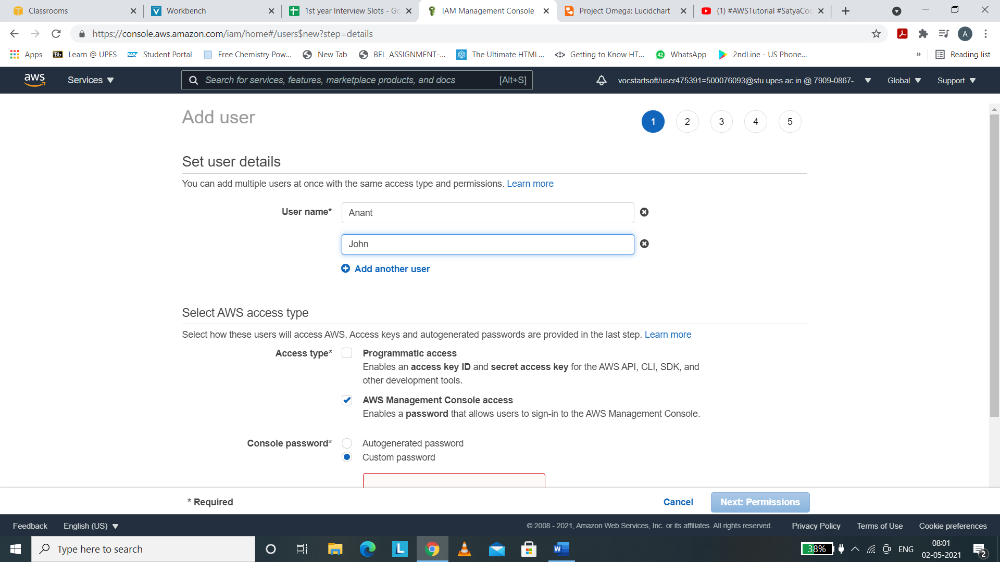 Classrooms
Workbench
1st year Interview Slots - Go
IAM Management Console
Project Omega: Lucidchart
(1) #AWSTutorial #SatyaCo
https://console.aws.amazon.com/iam/home#/users$new?step=details
A
Apps
Bb Learn @ UPES
SAP Student Portal
Free Chemistry Pow...
New Tab
BEL_ASSIGNMENT-...
The Ultimate HTML...
Getting to Know HT...
42 WhatsApp
2ndLine - US Phone...
»
Reading list
aws
Services
Search for services, features, marketplace products, and docs [Alt+S]
vocstartsoft/user475391=500076093@stu.upes.ac.in @ 7909-0867-...
Global
Support
Add user
1 2 3 4 5
Set user details
You can add multiple users at once with the same access type and permissions. Learn more
User name* Anant
John
Add another user
Select AWS access type
Select how these users will access AWS. Access keys and autogenerated passwords are provided in the last step. Learn more
Access type* Programmatic access
Enables an access key ID and secret access key for the AWS API, CLI, SDK, and
other development tools.
AWS Management Console access
Enables a password that allows users to sign-in to the AWS Management Console.
Console password* Autogenerated password
Custom password
* Required
Cancel
Next: Permissions
Feedback
English (US)
© 2008 - 2021, Amazon Web Services, Inc. or its affiliates. All rights reserved.
Privacy Policy
Terms of Use
Cookie preferences
Type here to search
L
W
38%
ENG
08:01
02-05-2021
2